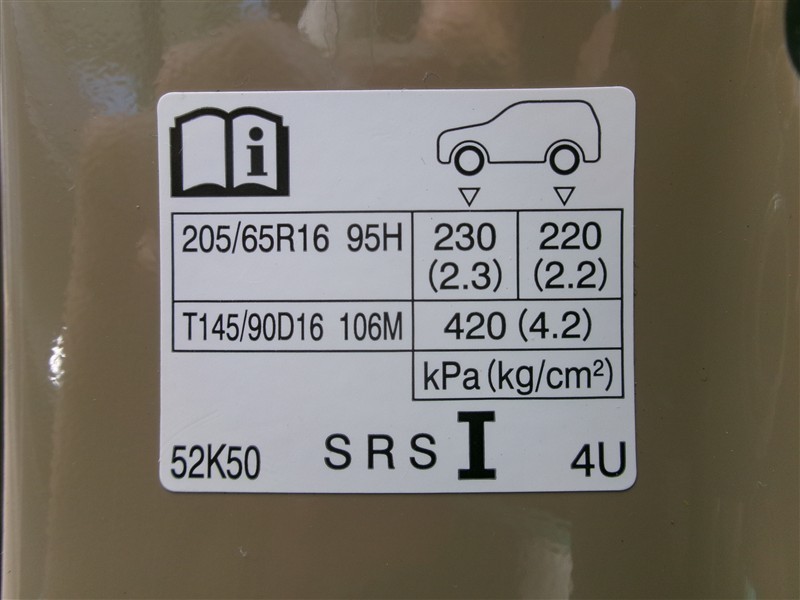 i
205/65R16 95H 230 220
(2.3) (2.2)
T145/90D16 106M 420 (4.2)
kPa (kg/cm²)
52K50 SRS I 4U